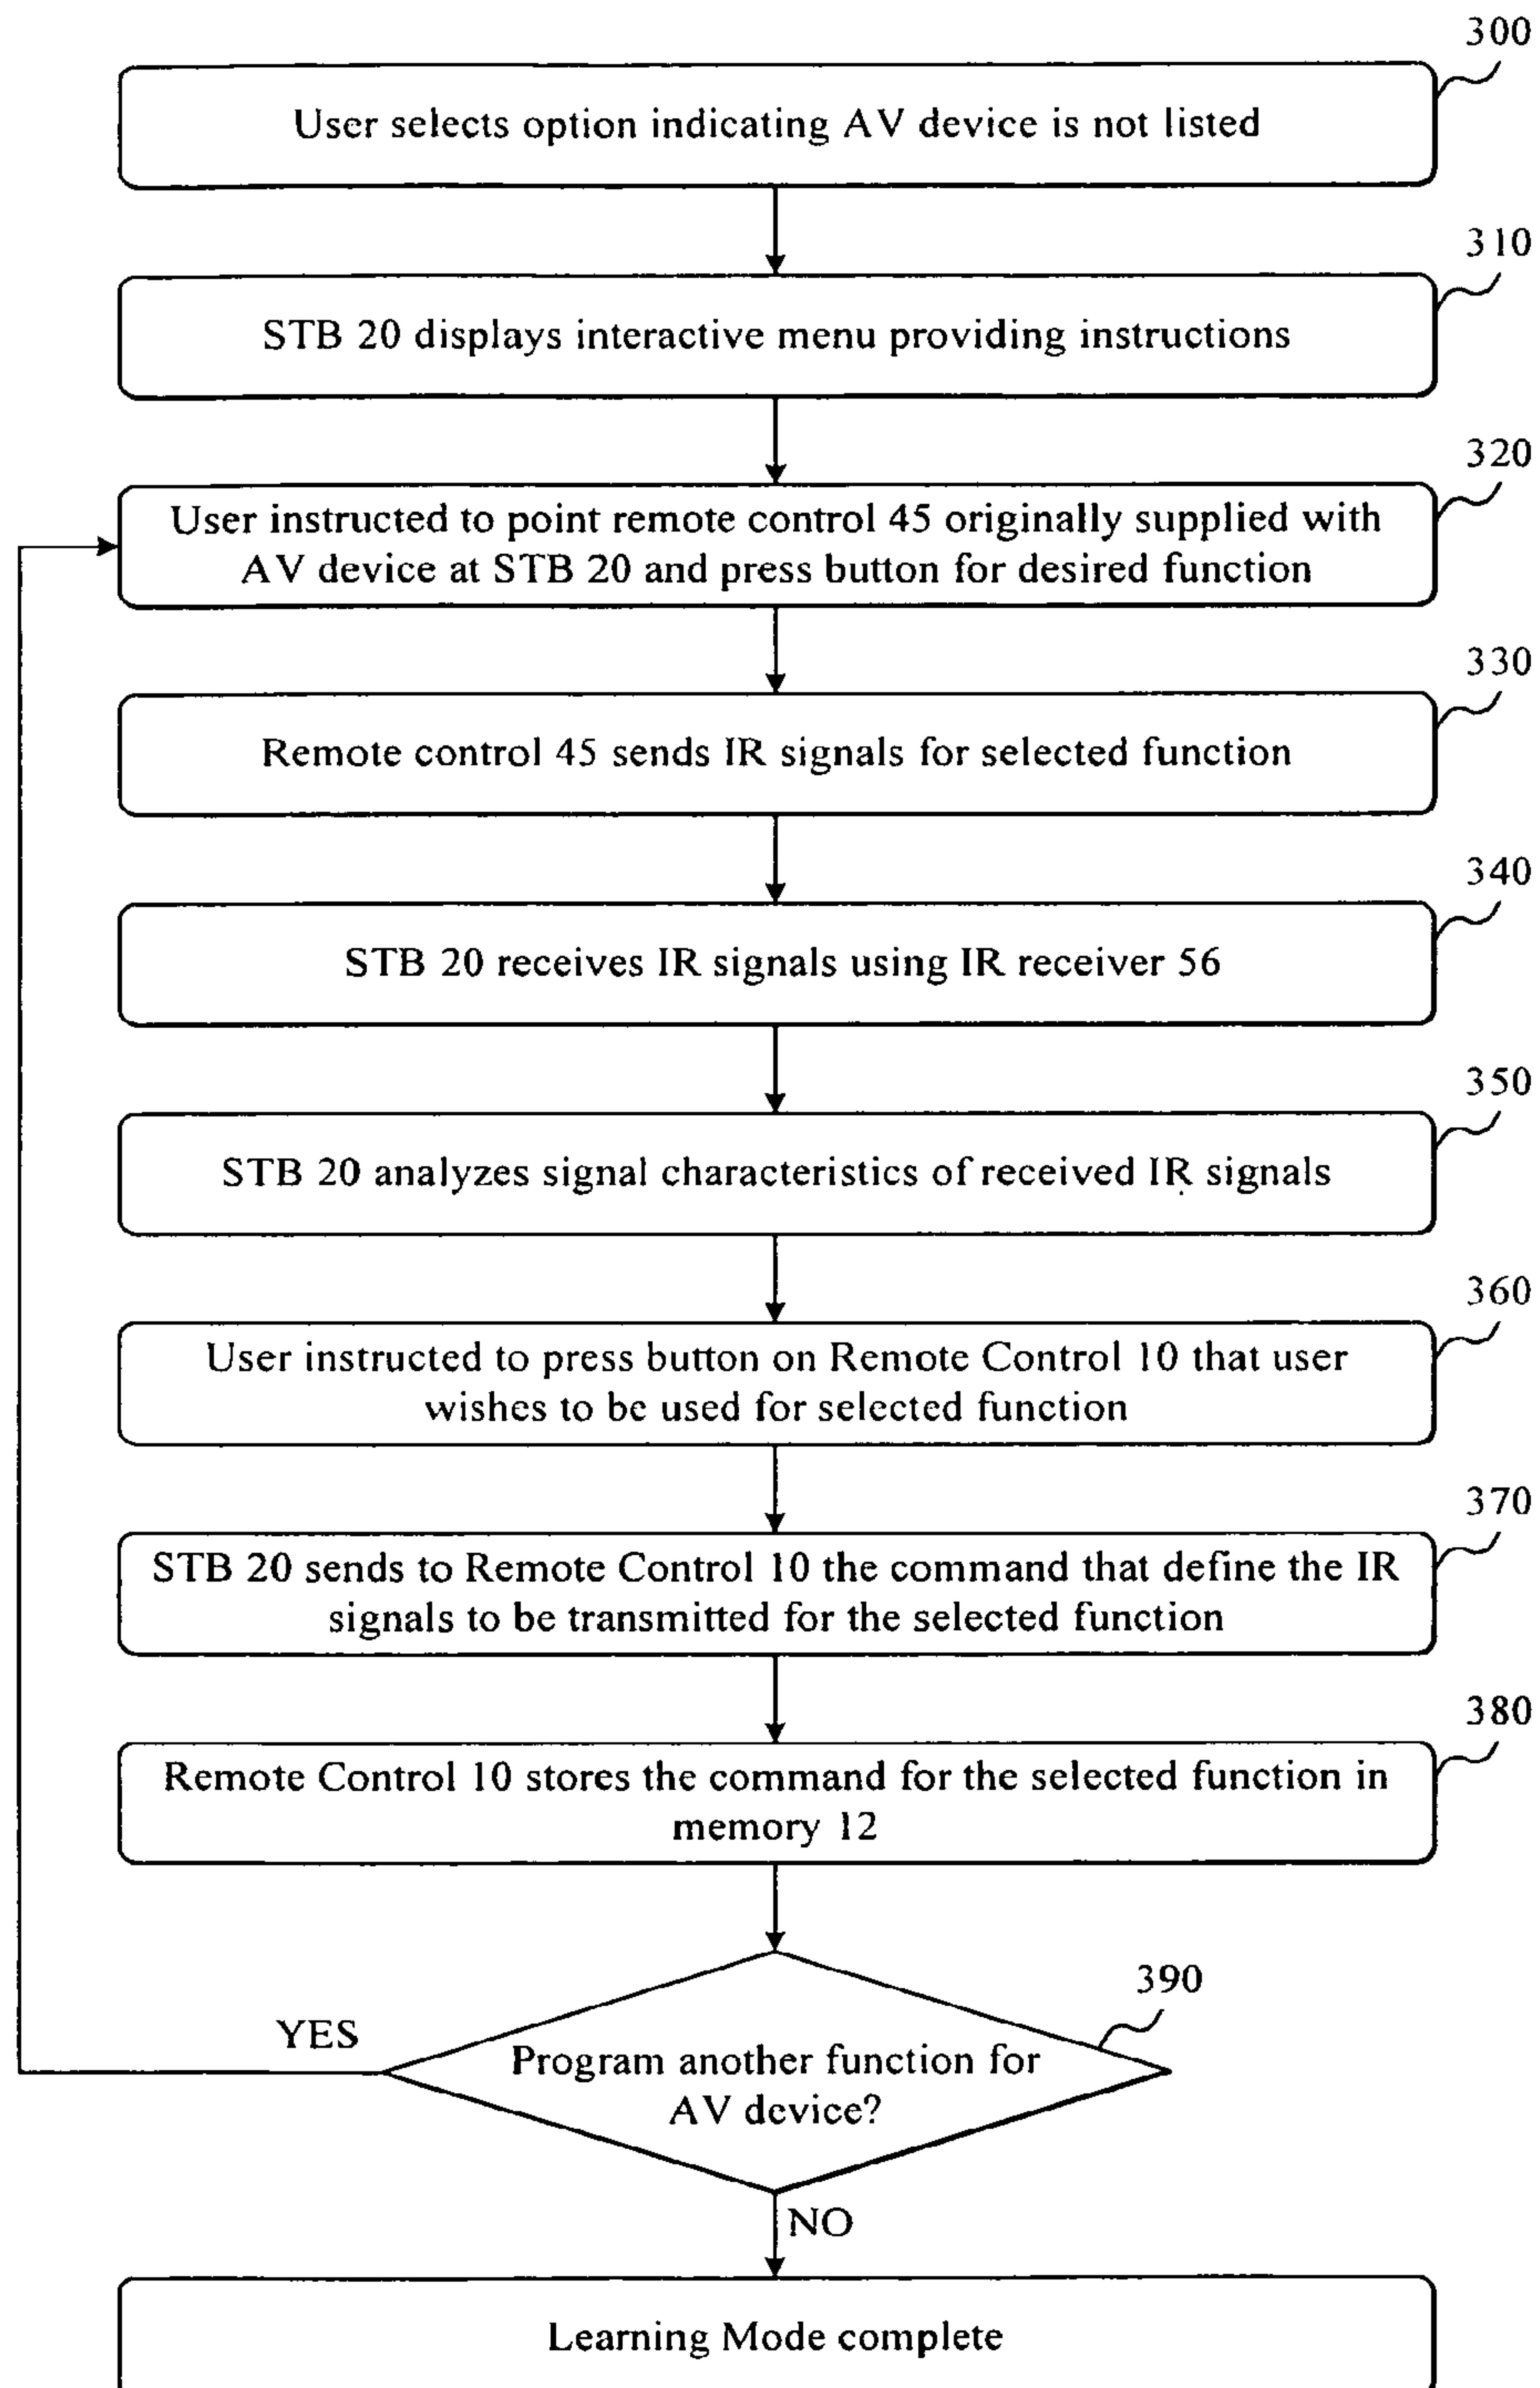 300
User selects option indicating AV device is not listed
310
STB 20 displays interactive menu providing instructions
320
User instructed to point remote control 45 originally supplied with
AV device at STB 20 and press button for desired function
330
Remote control 45 sends IR signals for selected function
340
STB 20 receives IR signals using IR receiver 56
350
STB 20 analyzes signal characteristics of received IR signals
360
User instructed to press button on Remote Control 10 that user
wishes to be used for selected function
370
STB 20 sends to Remote Control 10 the command that define the IR
signals to be transmitted for the selected function
380
Remote Control 10 stores the command for the selected function in
memory 12
390
YES
Program another function for
AV device?
NO
Learning Mode complete